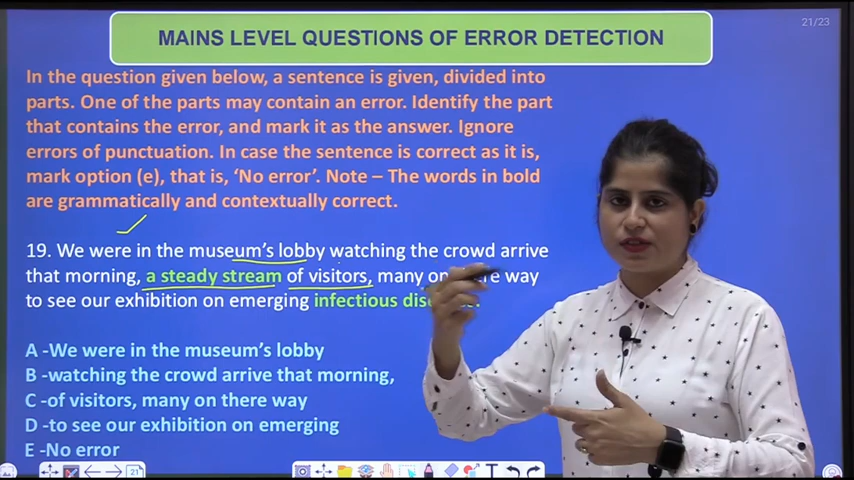 21/23
MAINS LEVEL QUESTIONS OF ERROR DETECTION
In the question given below, a sentence is given, divided into
parts. One of the parts may contain an error. Identify the part
that contains the error, and mark it as the answer. Ignore
errors of punctuation. In case the sentence is correct as it is,
mark option (e), that is, ‘No error’. Note – The words in bold
are grammatically and contextually correct.
19. We were in the museum’s lobby watching the crowd arrive
that morning, a steady stream of visitors, many on way
to see our exhibition on emerging infectious
A -We were in the museum’s lobby
B -watching the crowd arrive that morning,
C -of visitors, many on there way
D -to see our exhibition on emerging
E -No error
21